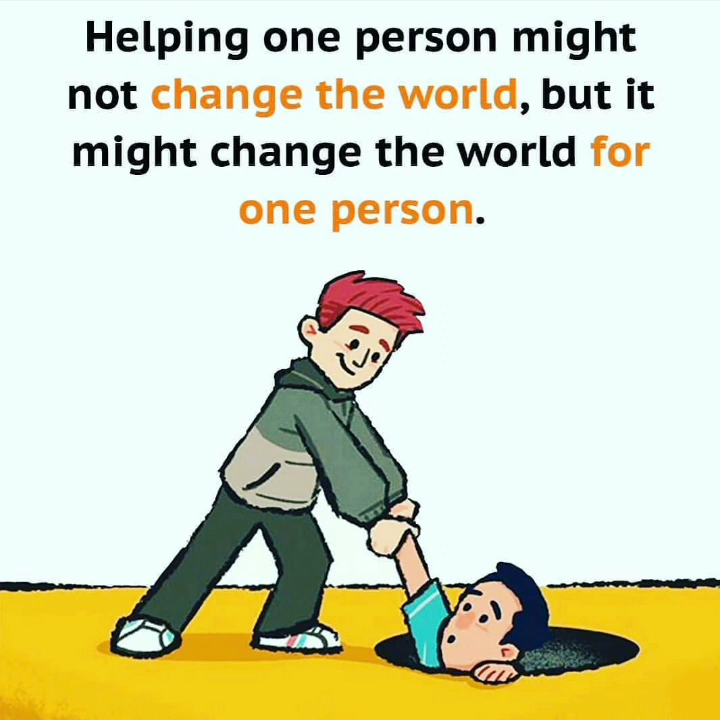 Helping one person might
not change the world, but it
might change the world for
one person.